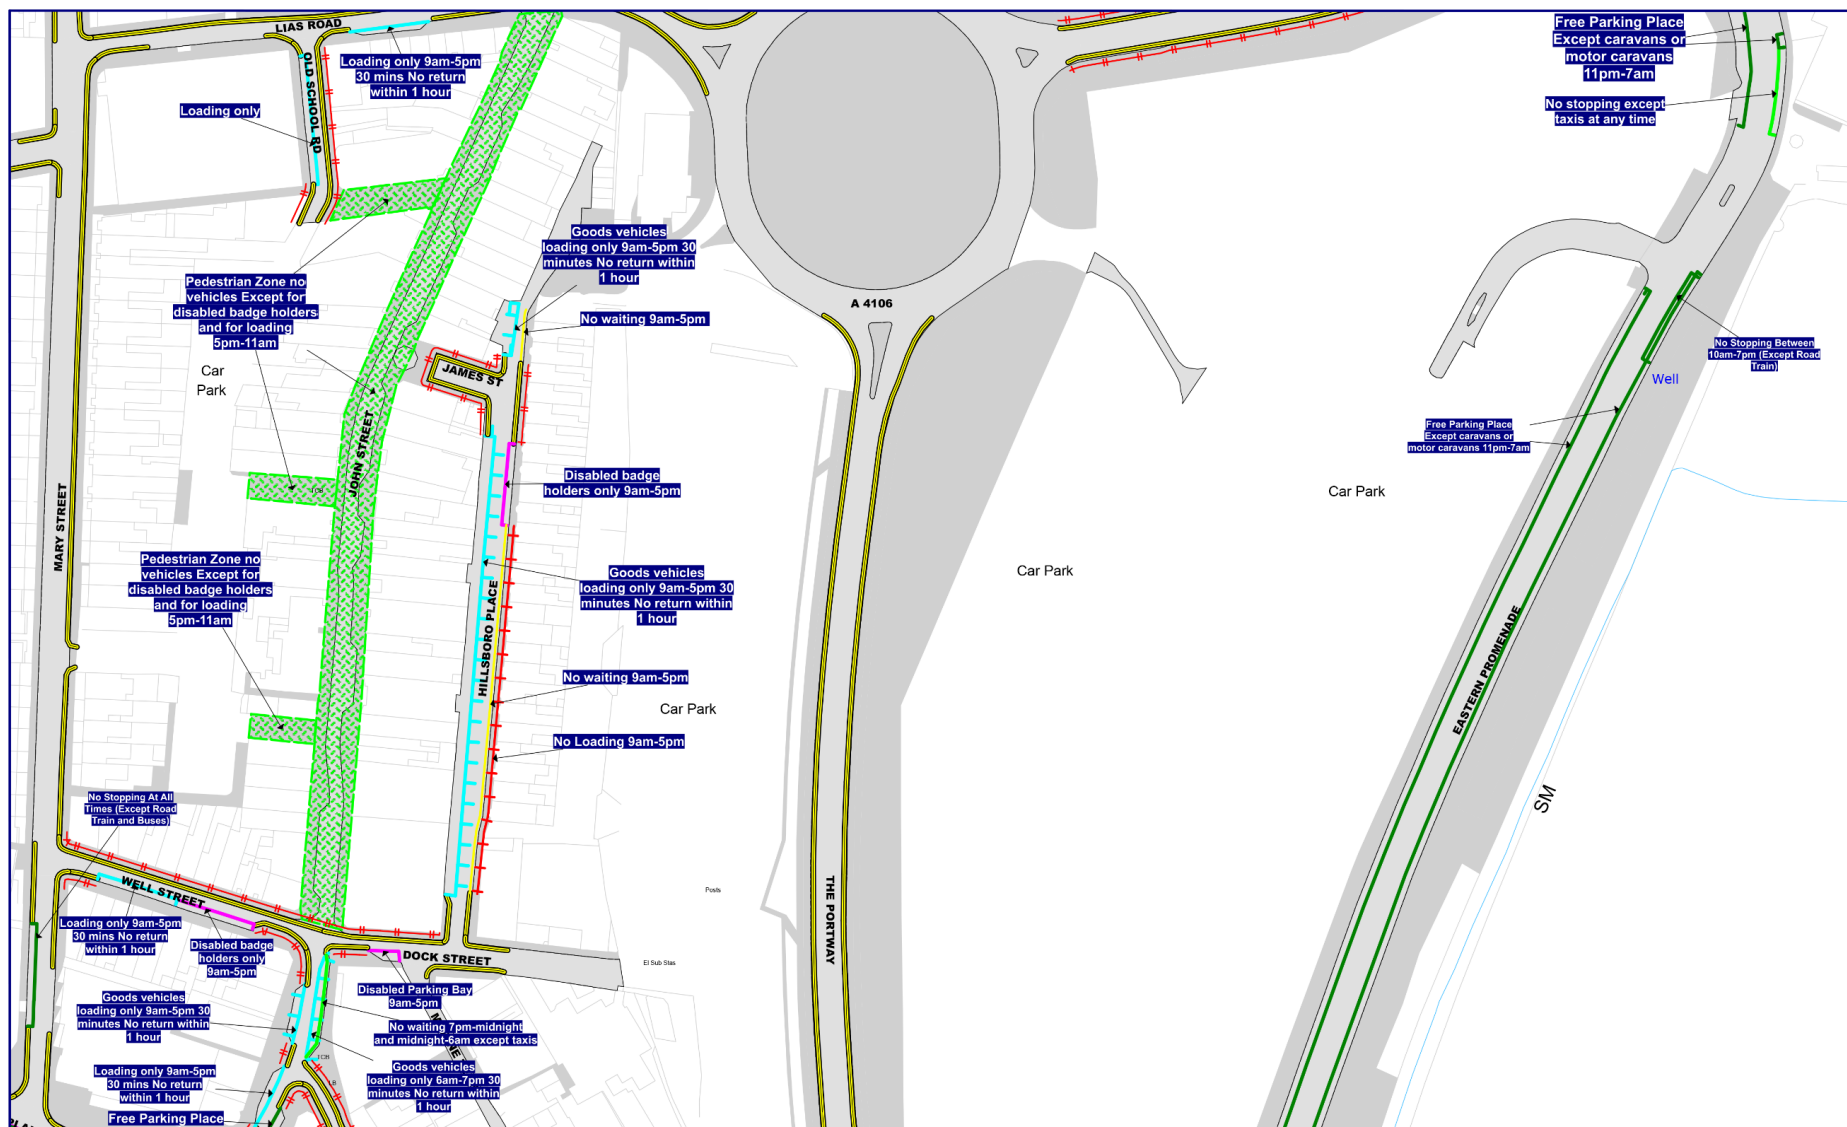 LIAS ROAD
OLD SCHOOL RD
Loading only 9am-5pm
30 mins No return
within 1 hour
Loading only
Free Parking Place
Except caravans or
motor caravans
11pm-7am
No stopping except
taxis at any time
Goods vehicles
loading only 9am-5pm 30
minutes No return within
1 hour
Pedestrian Zone no
vehicles Except for
disabled badge holders
and for loading
5pm-11am
No waiting 9am-5pm
A 4106
Car
Park
JAMES ST
No Stopping Between
10am-7pm (Except Road
Train)
Well
JOHN STREET
Free Parking Place
Except caravans or
motor caravans 11pm-7am
Disabled badge
holders only 9am-5pm
TCB
Car Park
MARY STREET
Pedestrian Zone no
vehicles Except for
disabled badge holders
and for loading
5pm-11am
Goods vehicles
loading only 9am-5pm 30
minutes No return within
1 hour
Car Park
HILLSBORO PLACE
EASTERN PROMENADE
No waiting 9am-5pm
Car Park
No Loading 9am-5pm
No Stopping At All
Times (Except Road
Train and Buses)
SM
WELL STREET
Posts
THE PORTWAY
Loading only 9am-5pm
30 mins No return
within 1 hour
Disabled badge
holders only
9am-5pm
DOCK STREET
El Sub Stas
Disabled Parking Bay
9am-5pm
Goods vehicles
loading only 9am-5pm 30
minutes No return within
1 hour
No waiting 7pm-midnight
and midnight-6am except taxis
TCB
Loading only 9am-5pm
30 mins No return
within 1 hour
Goods vehicles
loading only 6am-7pm 30
minutes No return within
1 hour
LB
Free Parking Place